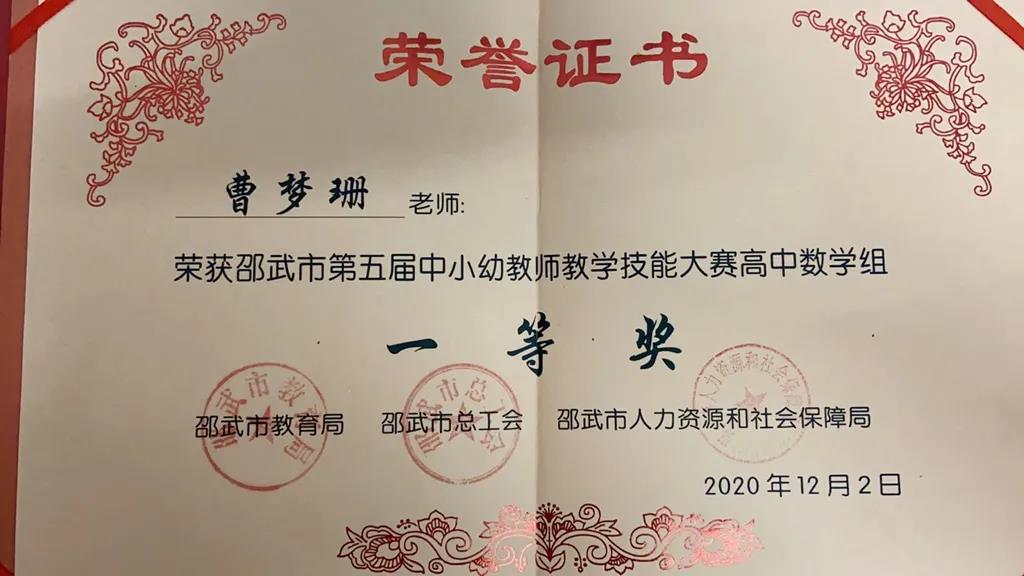 荣誉证书
曹梦珊 老师:
荣获邵武市第五届中小幼教师教学技能大赛高中数学组
一等奖
邵武市教育局 邵武市总工会 邵武市人力资源和社会保障局
2020年12月2日